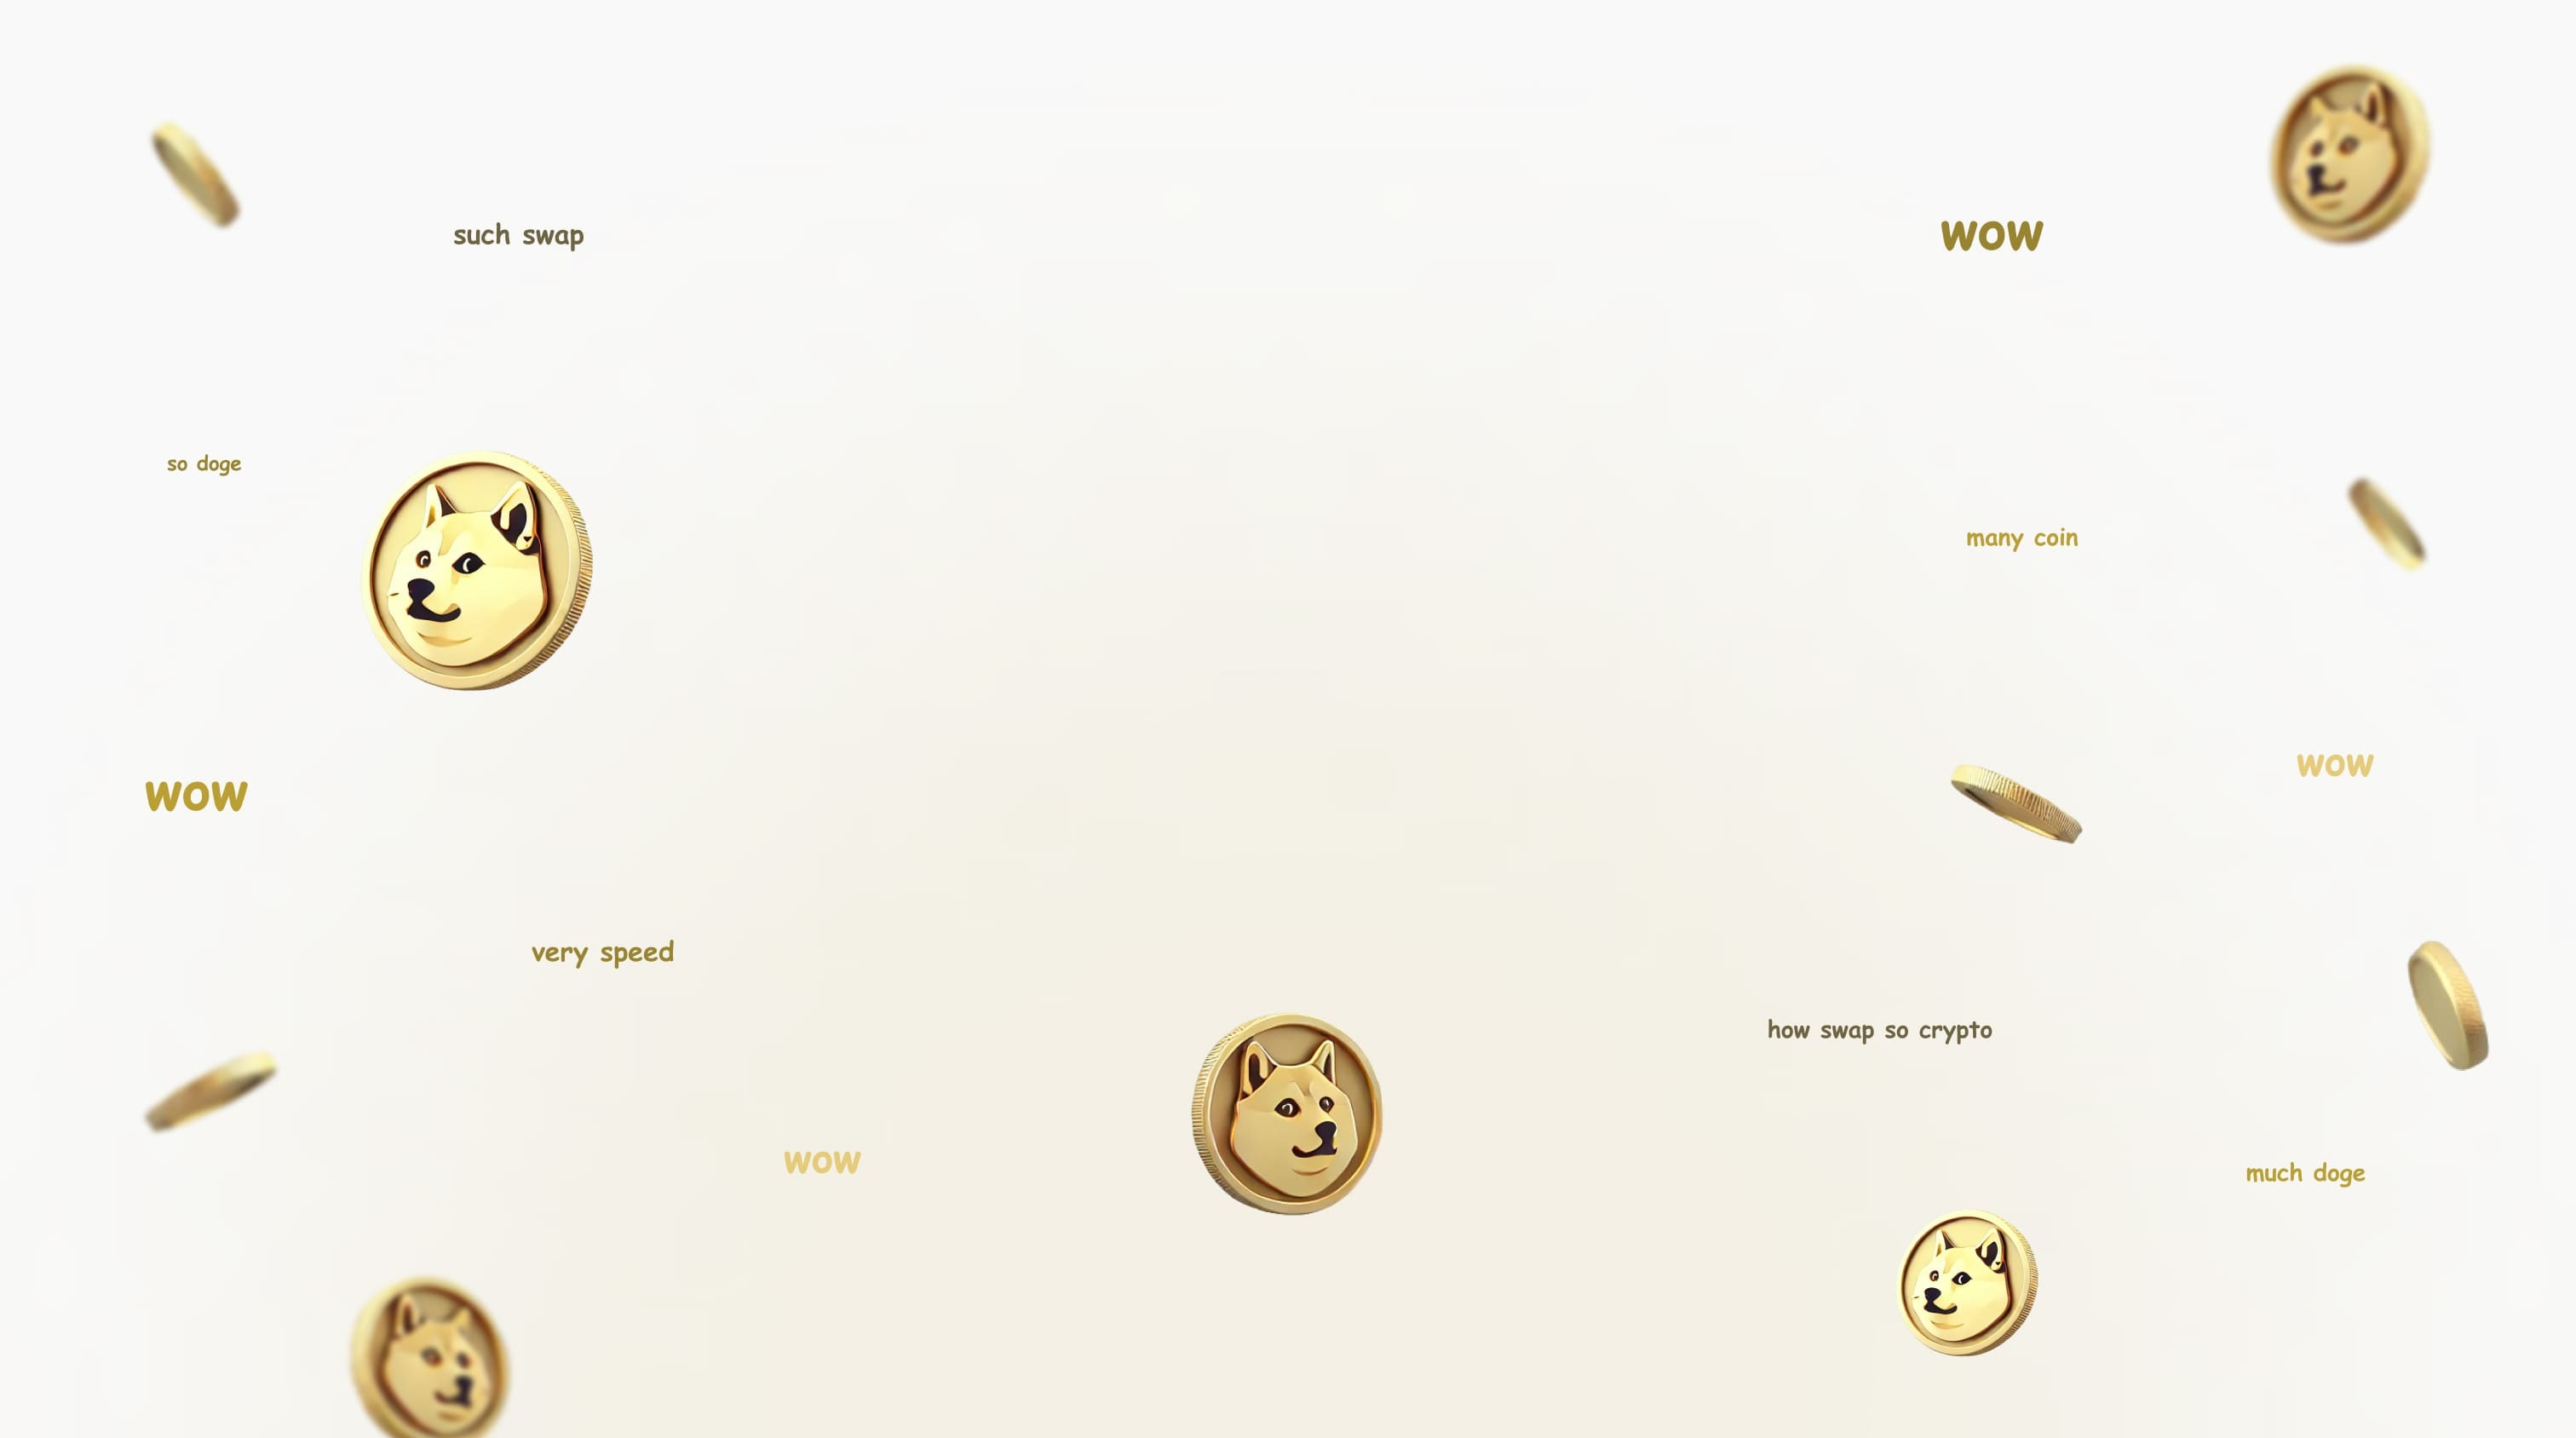 such swap
wow
so doge
many coin
wow
wow
very speed
how swap so crypto
wow
much doge